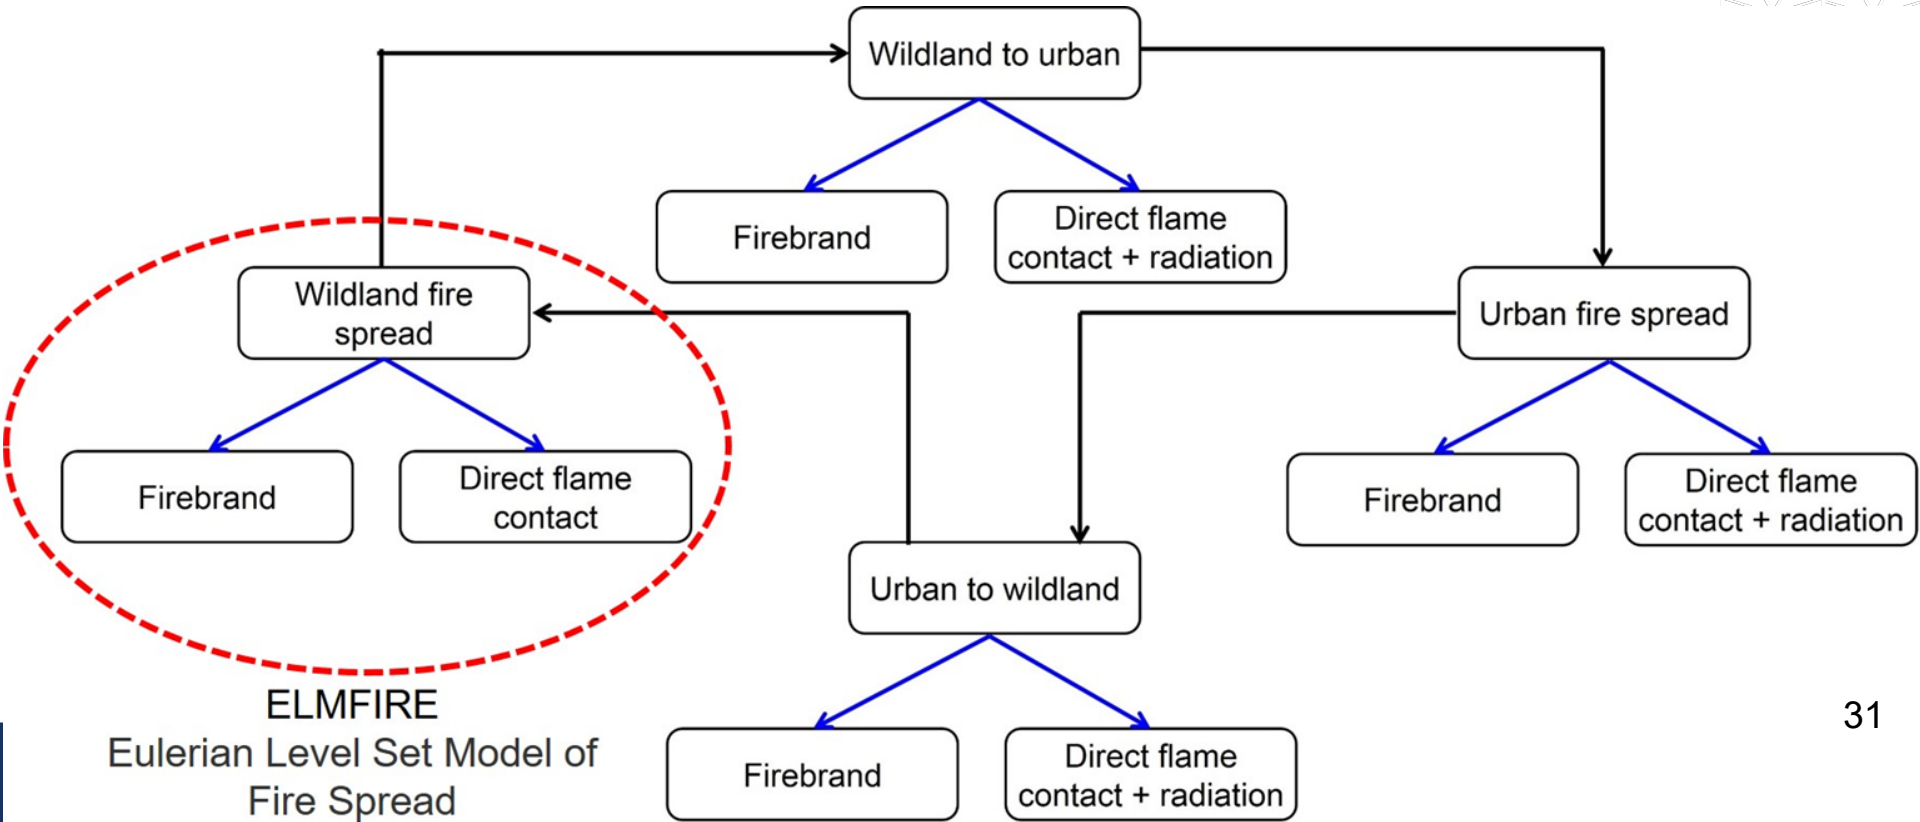 Wildland to urban
Firebrand
Direct flame
contact + radiation
Wildland fire
spread
Firebrand
Direct flame
contact
Urban fire spread
Firebrand
Direct flame
contact + radiation
Urban to wildland
Firebrand
Direct flame
contact + radiation
ELMFIRE
Eulerian Level Set Model of
Fire Spread
31